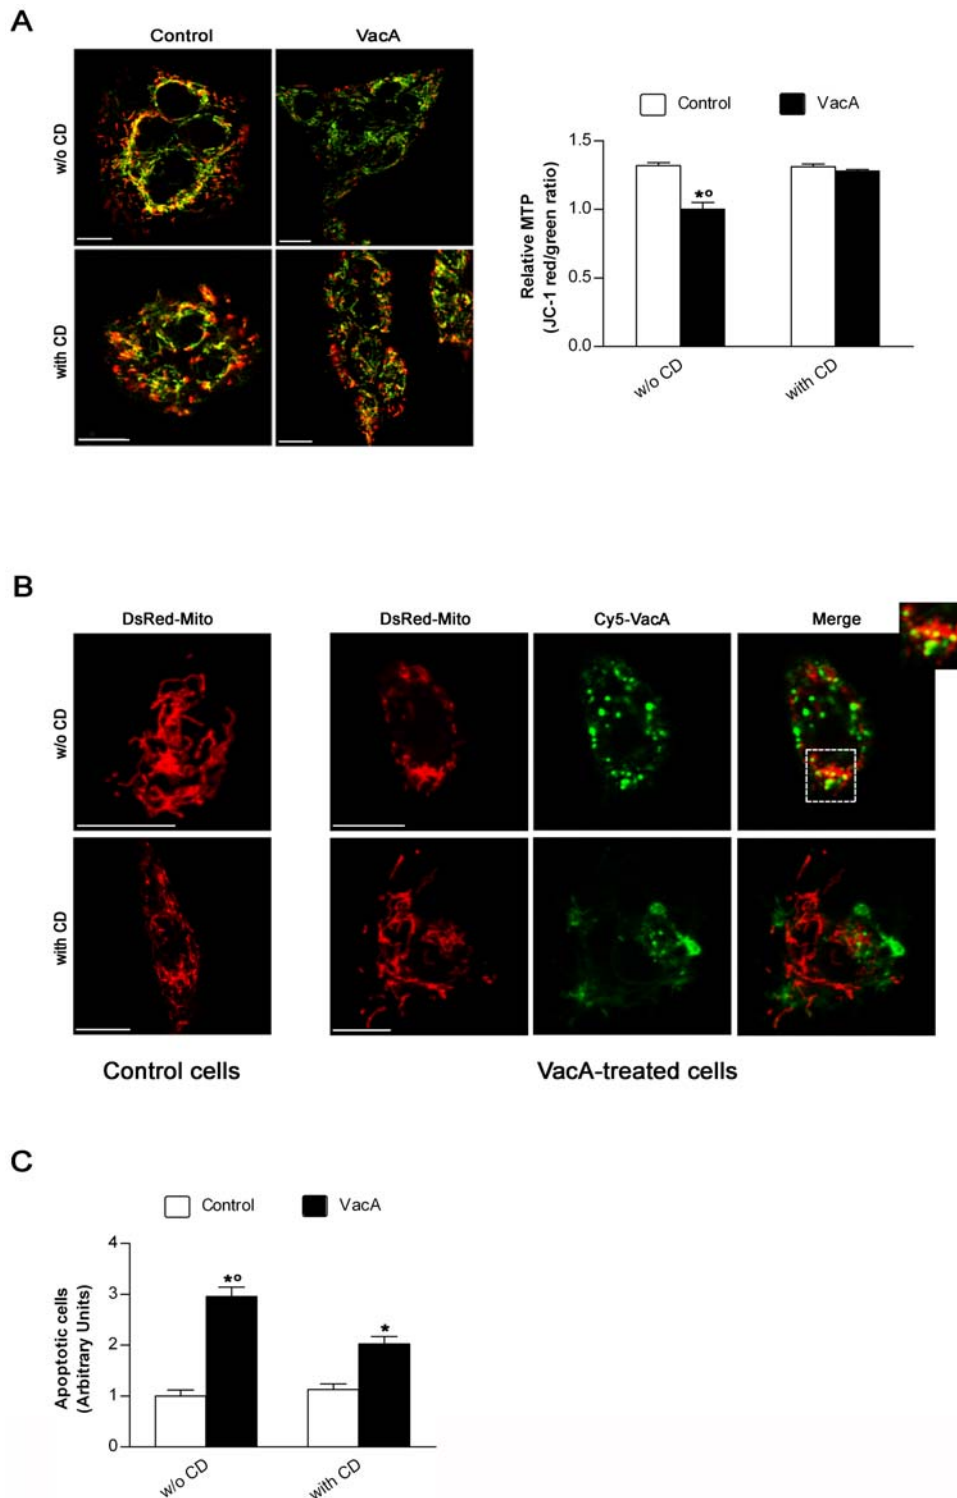 A
Control VacA
w/o CD
with CD
Control VacA
Relative MTP
(JC-1 red/green ratio)
1.5
1.0
0.5
0.0
*o
w/o CD with CD
B
DsRed-Mito DsRed-Mito Cy5-VacA Merge
w/o CD
with CD
Control cells VacA-treated cells
C
Control VacA
Apoptotic cells
(Arbitrary Units)
4
3
2
1
0
*o
*
w/o CD with CD